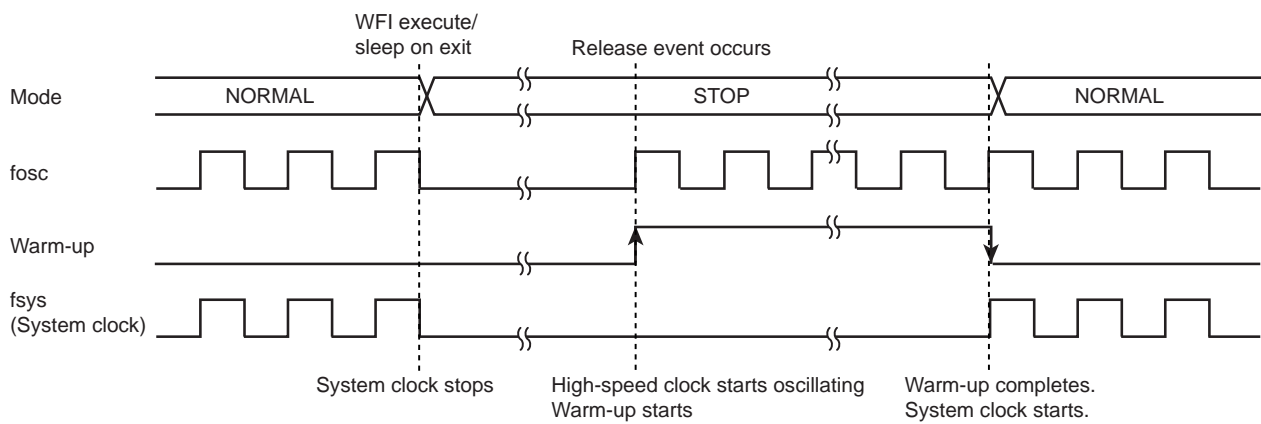 WFI execute/
sleep on exit
Release event occurs
Mode
NORMAL
STOP
NORMAL
fosc
Warm-up
fsys
(System clock)
System clock stops
High-speed clock starts oscillating
Warm-up starts
Warm-up completes.
System clock starts.